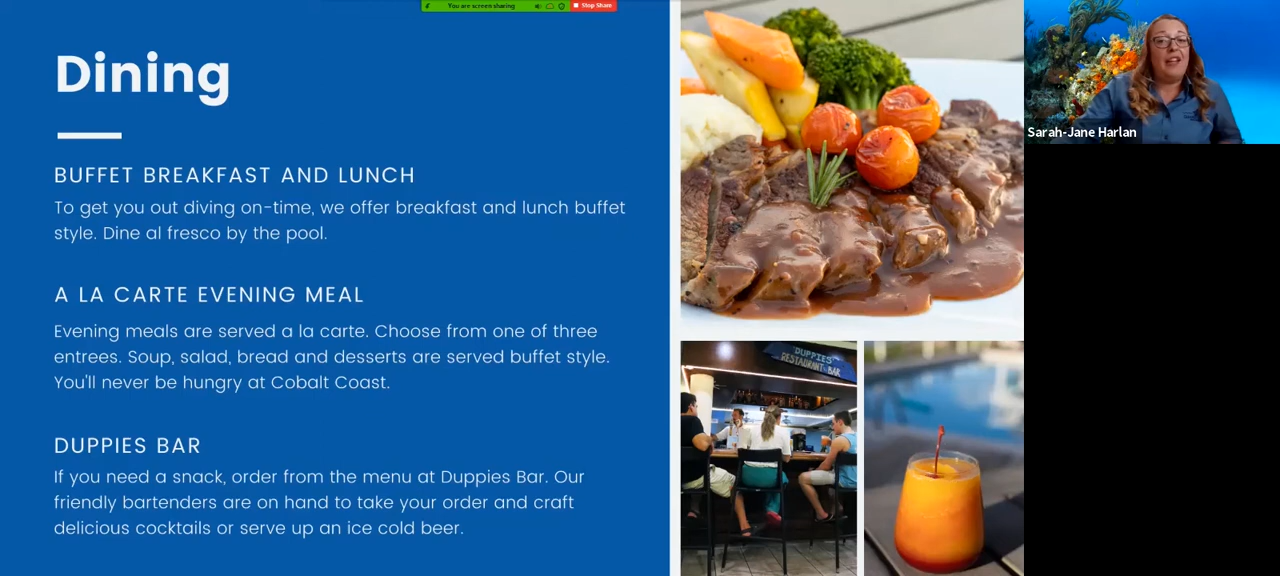 You are screen sharing
Stop Share
Dining
BUFFET BREAKFAST AND LUNCH
To get you out diving on-time, we offer breakfast and lunch buffet
style. Dine al fresco by the pool.
A LA CARTE EVENING MEAL
Evening meals are served a la carte. Choose from one of three
entrees. Soup, salad, bread and desserts are served buffet style.
You'll never be hungry at Cobalt Coast.
DUPPIES BAR
If you need a snack, order from the menu at Duppies Bar. Our
friendly bartenders are on hand to take your order and craft
delicious cocktails or serve up an ice cold beer.
"DUPPIES"
RESTAURANT BAR
Sarah-Jane Harlan